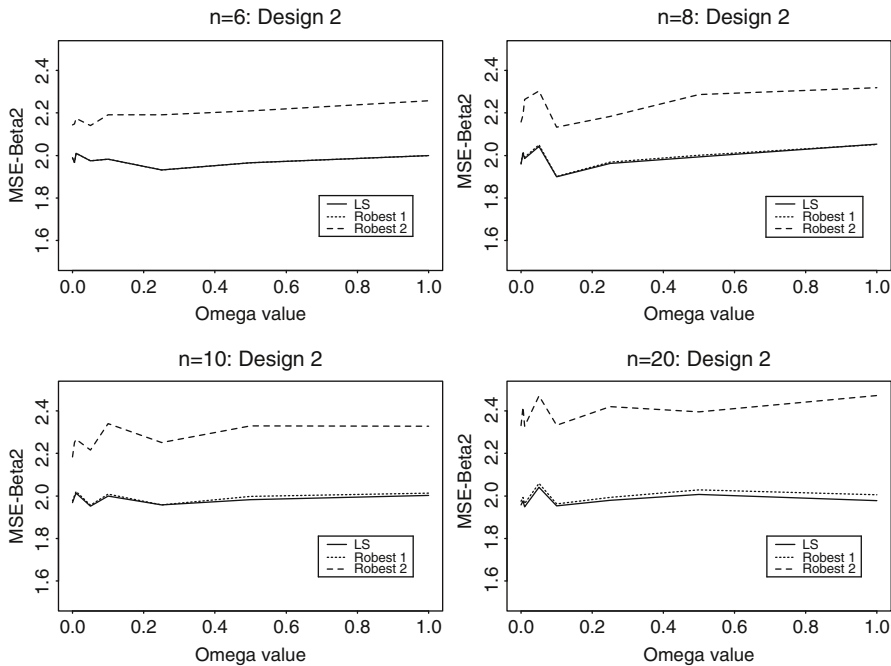 n=6: Design 2
MSE-Beta2
2.4
2.2
2.0
1.8
1.6
LS
Robest 1
Robest 2
0.0 0.2 0.4 0.6 0.8 1.0
Omega value
n=8: Design 2
MSE-Beta2
2.4
2.2
2.0
1.8
1.6
LS
Robest 1
Robest 2
0.0 0.2 0.4 0.6 0.8 1.0
Omega value
n=10: Design 2
MSE-Beta2
2.4
2.2
2.0
1.8
1.6
LS
Robest 1
Robest 2
0.0 0.2 0.4 0.6 0.8 1.0
Omega value
n=20: Design 2
MSE-Beta2
2.4
2.2
2.0
1.8
1.6
LS
Robest 1
Robest 2
0.0 0.2 0.4 0.6 0.8 1.0
Omega value